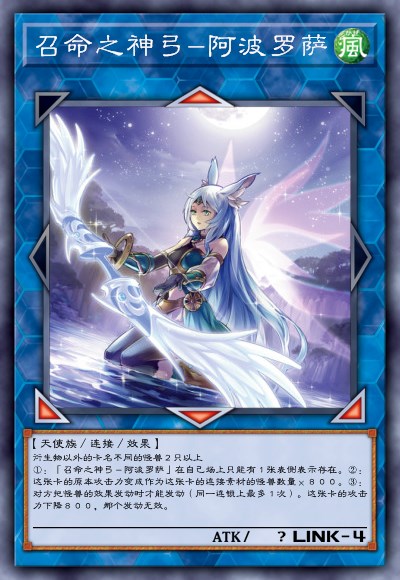 召命之神弓－阿波罗萨 風
【天使族／连接／效果】
衍生物以外的卡名不同的怪兽２只以上
①：「召命之神弓－阿波罗萨」在自己场上只能有１张表侧表示存在。②：
这张卡的原本攻击力变成作为这张卡的连接素材的怪兽数量×８００。③：
对方把怪兽的效果发动时才能发动（同一连锁上最多１次）。这张卡的攻击
力下降８００，那个发动无效。
ATK/ ? LINK-4